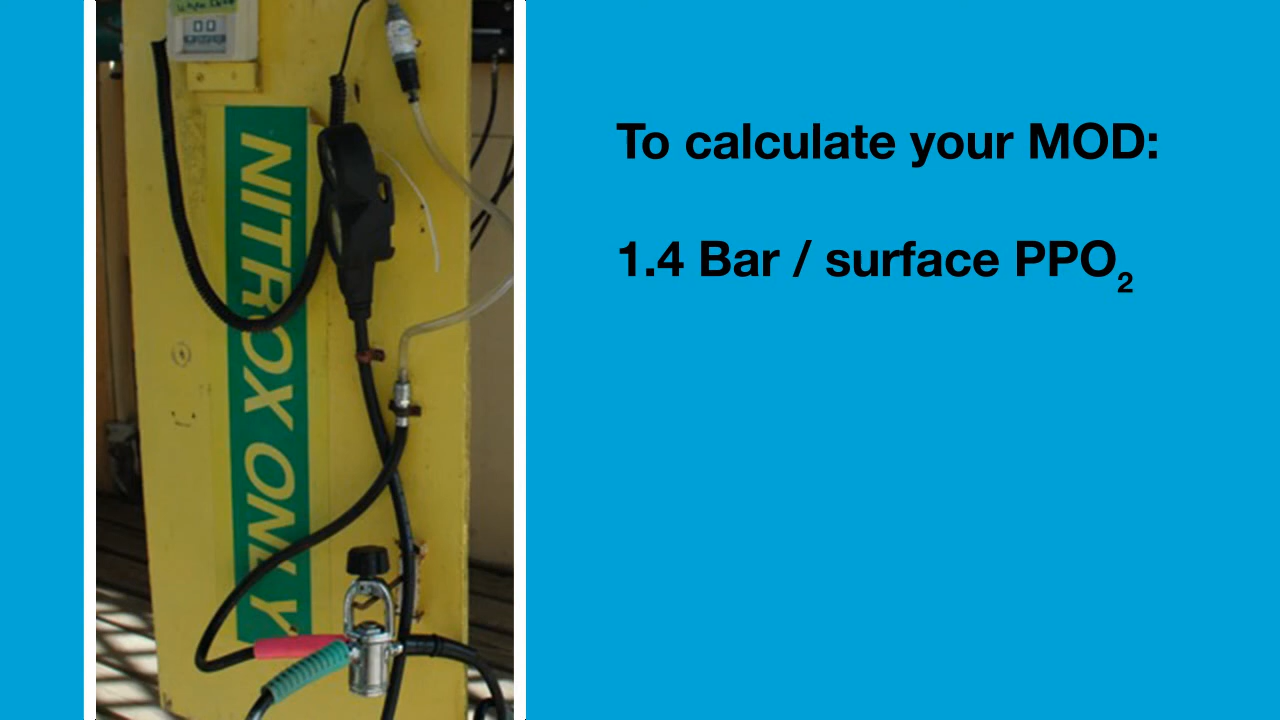 NITROX ONLY
To calculate your MOD:
1.4 Bar / surface PPO₂